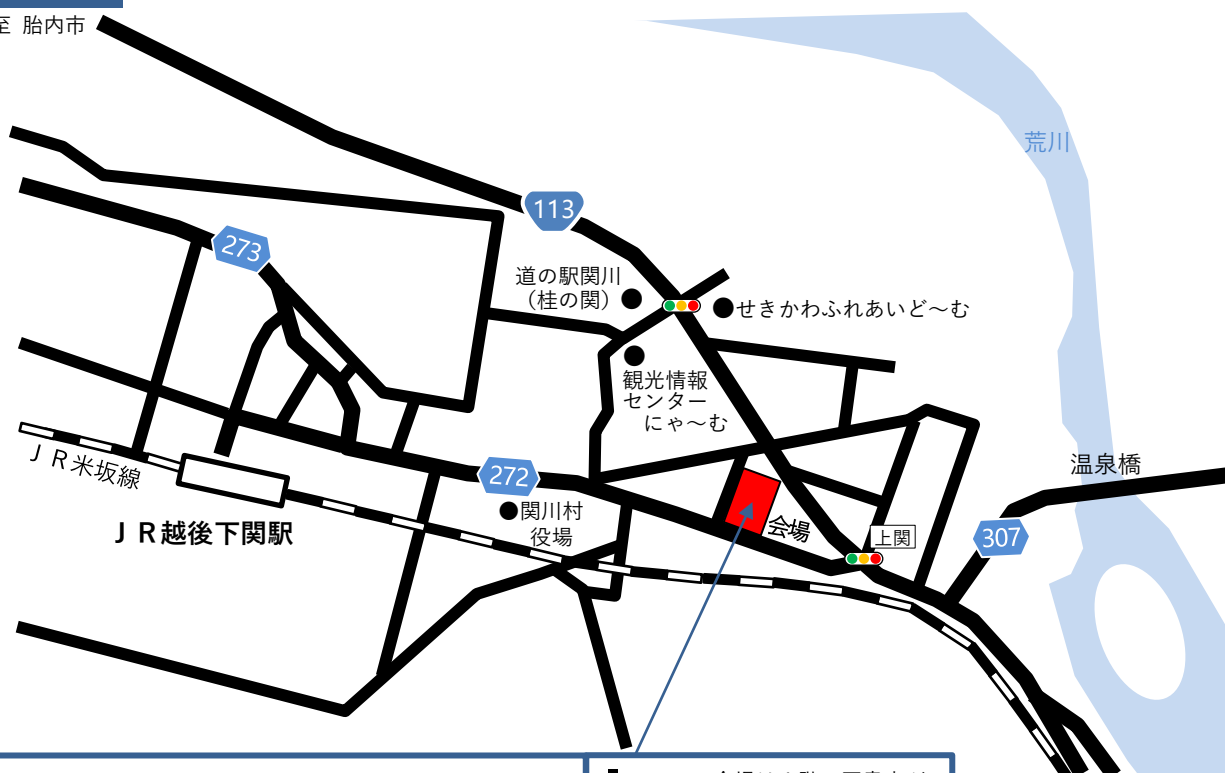 至 胎内市
荒川
113
273
道の駅関川
（桂の関）
せきかわふれあいど～む
観光情報
センター
にゃ～む
温泉橋
ＪＲ米坂線
272
関川村
役場
会場
上関
307
ＪＲ越後下関駅